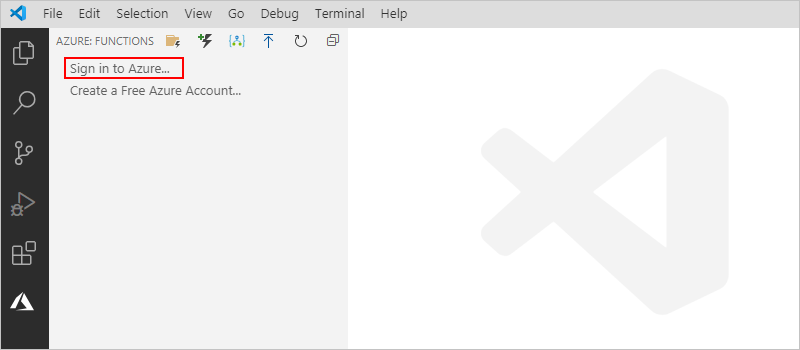 File Edit Selection View Go Debug Terminal Help
AZURE: FUNCTIONS
Sign in to Azure...
Create a Free Azure Account...